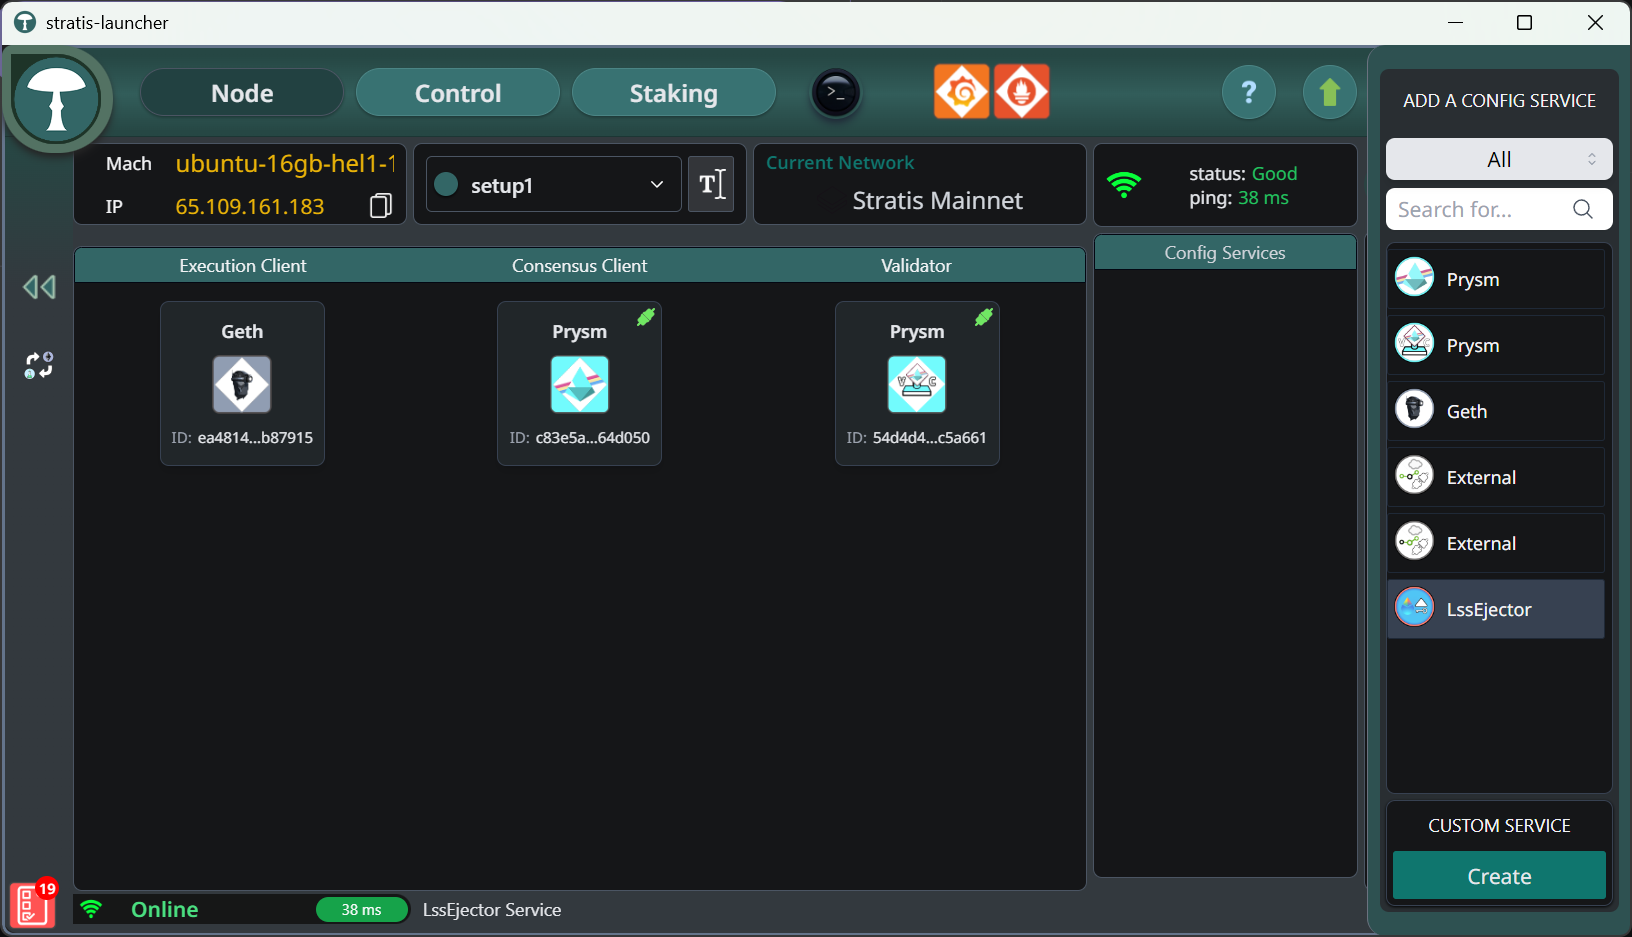 stratis-launcher
Node
Control
Staking
>_
?
ADD A CONFIG SERVICE
Mach ubuntu-16gb-hel1-1
IP 65.109.161.183
setup1
T
Current Network
Stratis Mainnet
status: Good
ping: 38 ms
All
Search for...
Execution Client
Consensus Client
Validator
Config Services
Geth
ID: ea4814...b87915
Prysm
ID: c83e5a...64d050
Prysm
V C
ID: 54d4d4...c5a661
Prysm
Prysm
Geth
External
External
LssEjector
CUSTOM SERVICE
Create
19
Online
38 ms
LssEjector Service